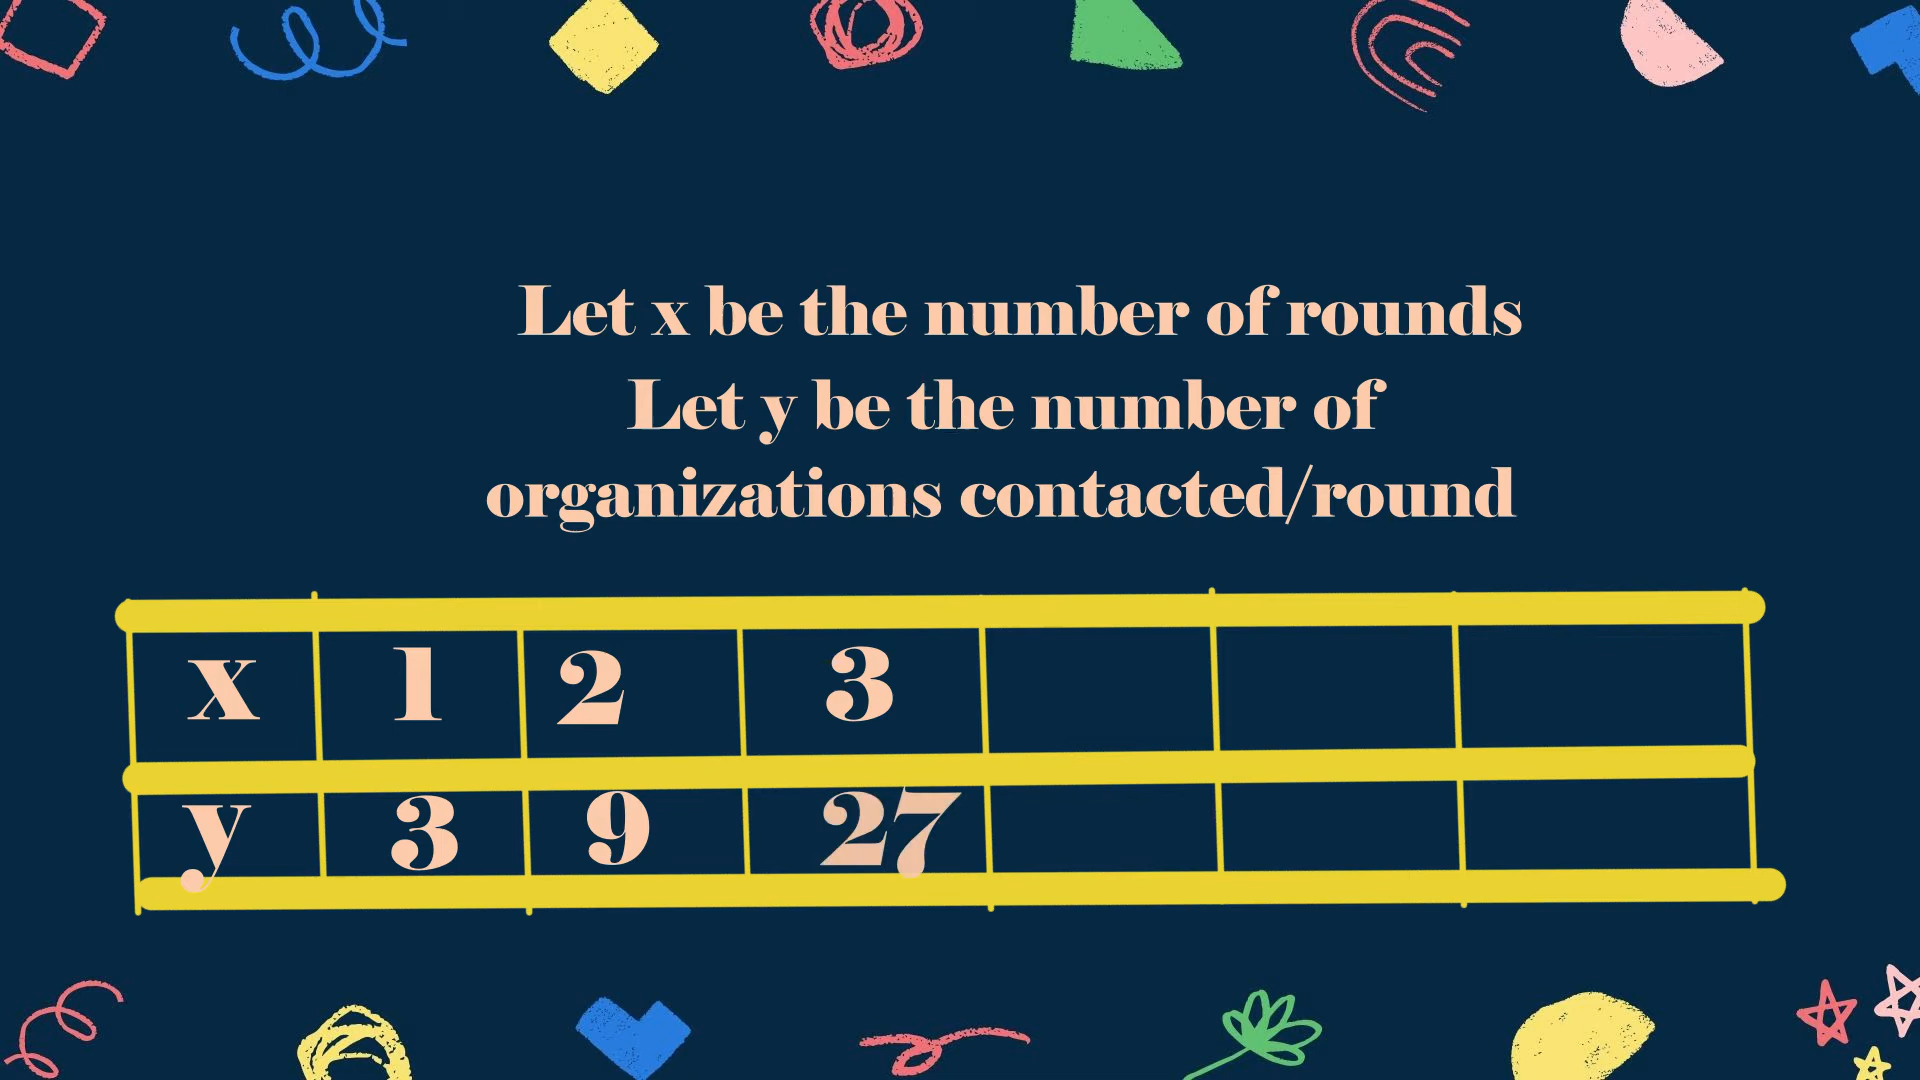 Let x be the number of rounds
Let y be the number of
organizations contacted/round
x 1 2 3
y 3 9 27